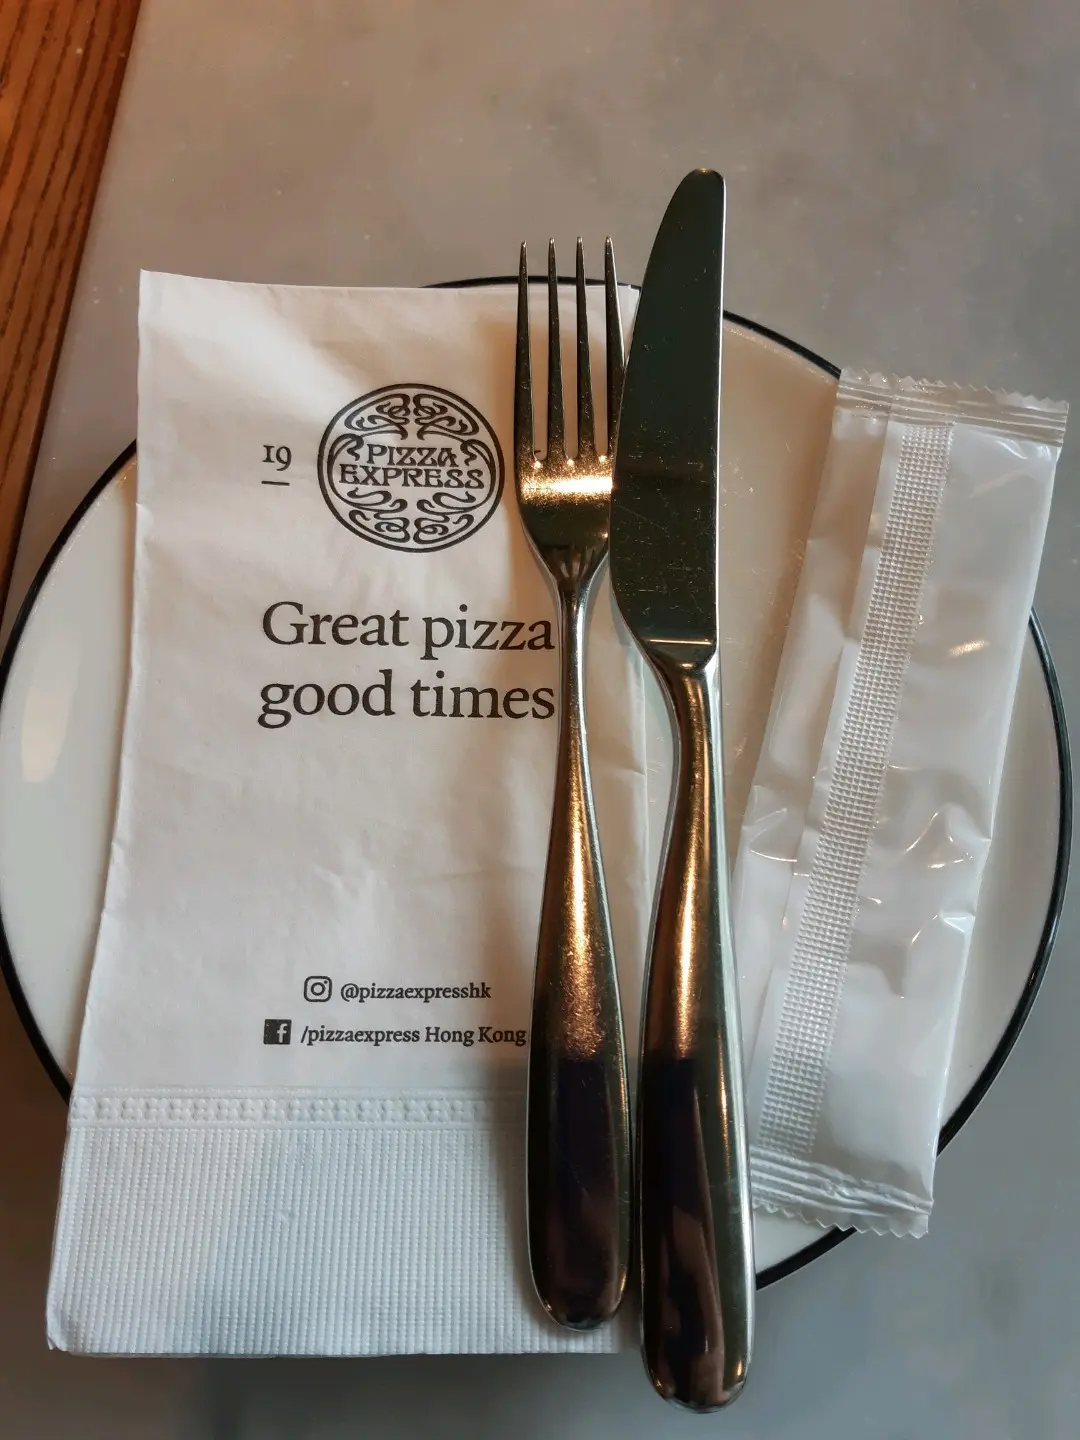 19
PIZZA
EXPRESS
Great pizza
good times
@pizzaexpresshk
/pizzaexpress Hong Kong